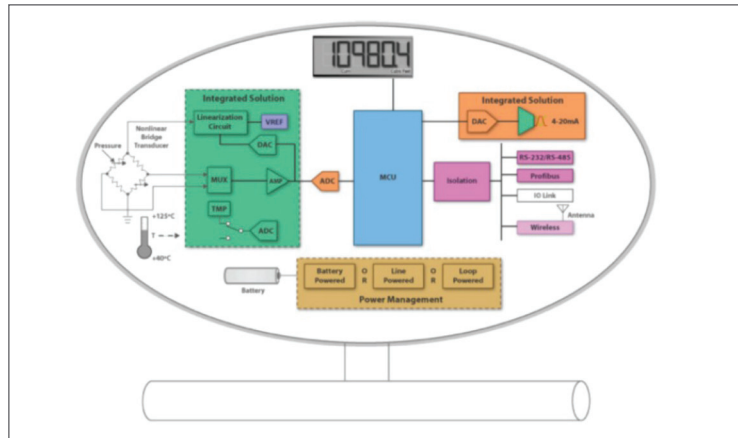 10980.4
Integrated Solution
Linearization
Circuit
VREF
DAC
Nonlinear
Bridge
Transducer
Pressure
MUX
AMP
TMP
ADC
+125°C
T
+40°C
ADC
MCU
Integrated Solution
DAC
4-20mA
Isolation
RS-232/RS-485
Profibus
IO Link
Antenna
Wireless
Battery
Battery
Powered
O
R
Line
Powered
O
R
Loop
Powered
Power Management